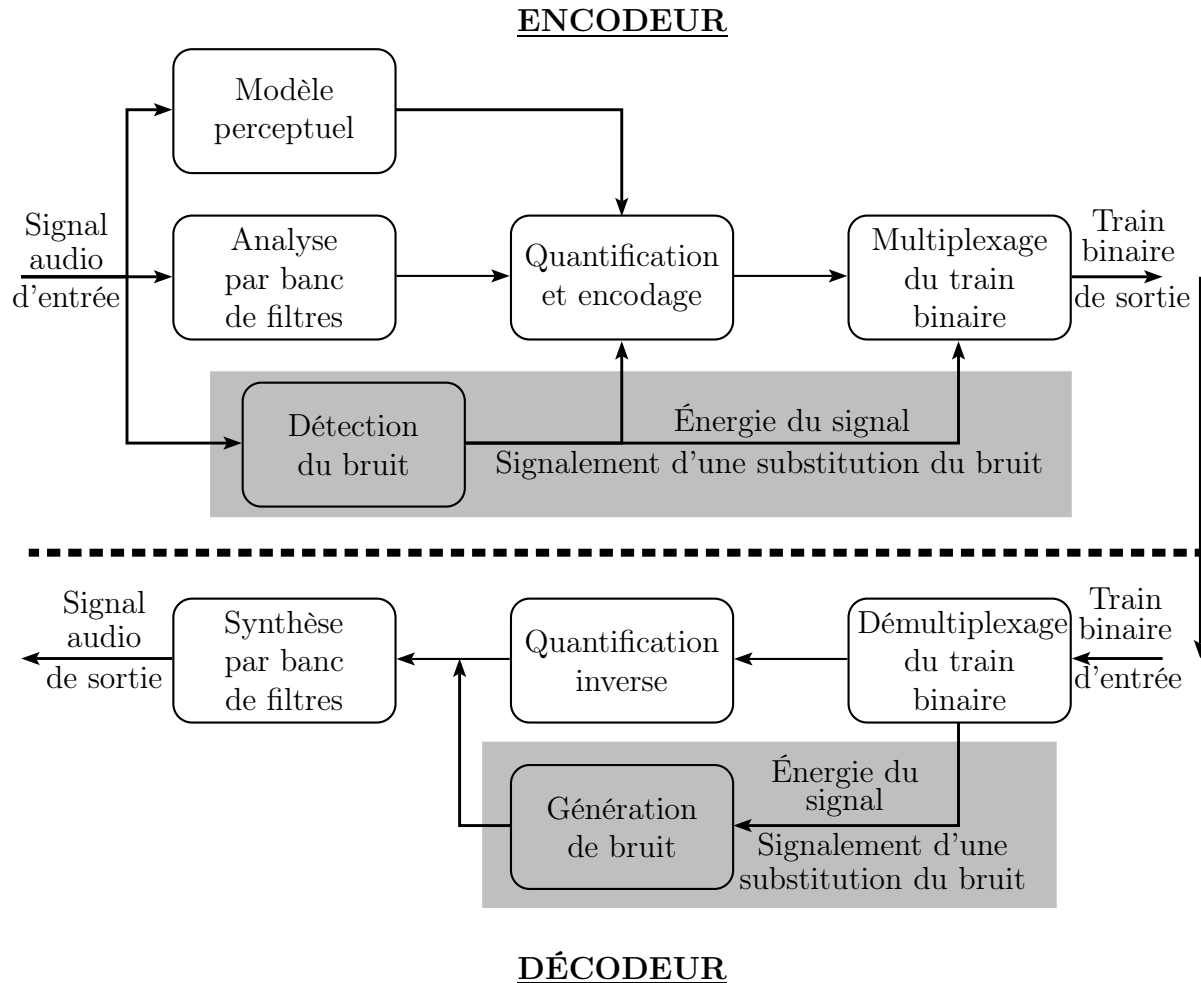 ENCODEUR
Modèle
perceptuel
Signal
audio
d'entrée
Analyse
par banc
de filtres
Quantification
et encodage
Multiplexage
du train
binaire
Train
binaire
de sortie
Détection
du bruit
Énergie du signal
Signalement d'une substitution du bruit
Signal
audio
de sortie
Synthèse
par banc
de filtres
Quantification
inverse
Démultiplexage
du train
binaire
Train
binaire
d'entrée
Génération
de bruit
Énergie du
signal
Signalement d'une
substitution du bruit
DÉCODEUR